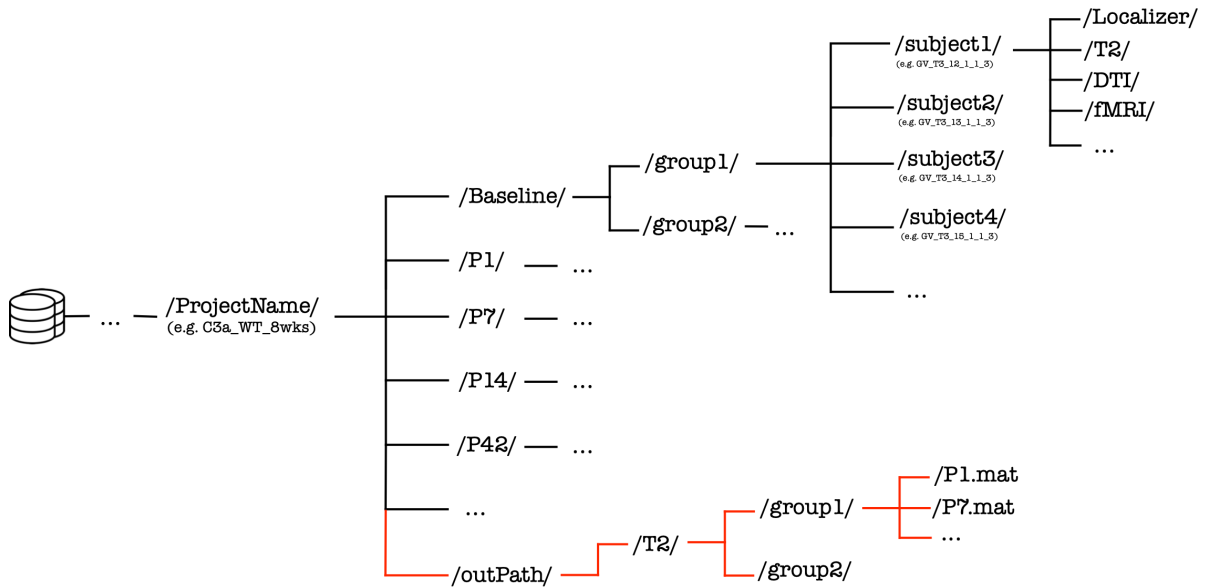 /Localizer/
/subject1/
(e.g. GV_T3_12_1_1_3)
/T2/
/DTI/
/subject2/
(e.g. GV_T3_13_1_1_3)
/fMRI/
...
/group1/
/subject3/
(e.g. GV_T3_14_1_1_3)
/Baseline/
/group2/
...
/subject4/
(e.g. GV_T3_15_1_1_3)
/P1/
...
...
...
/ProjectName/
(e.g. C3a_WT_8wks)
/P7/
...
/P14/
...
/P42/
...
...
/P1.mat
/group1/
/P7.mat
...
/T2/
/outPath/
/group2/